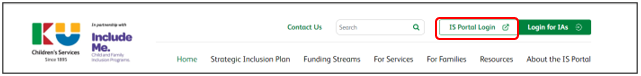 KU
Children's Services
Since 1895
in partnership with
Include
Me.
Child and Family
Inclusion Programs
Contact Us
Search
IS Portal Login
Login for IAs
Home Strategic Inclusion Plan Funding Streams For Services For Families Resources About the IS Portal